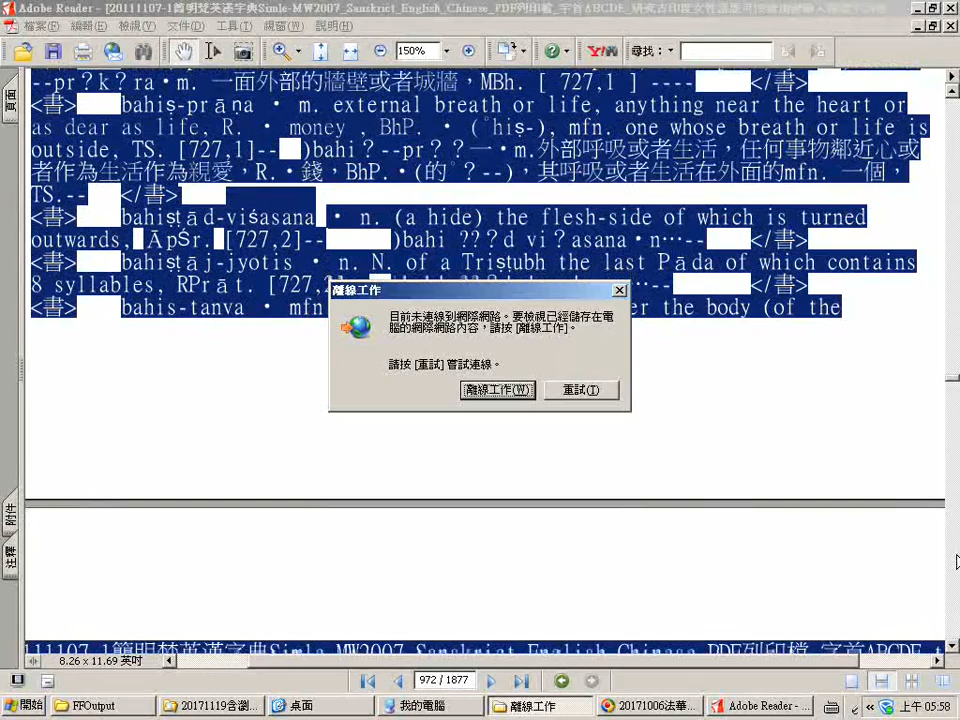 Adobe Reader - [20111107-1簡明梵英漢字典Simle-MW2007_Sanskrit_English_Chinese_PDF列印檔_字首ABCDE_
檔案(F) 編輯(E) 檢視(V) 文件(D) 工具(T) 視窗(W) 說明(H)
150% 尋找:
頁面
--pr?k?ra·m. 一面外部的牆壁或者城牆，MBh. [ 727,1 ] ---- </書>
<書> bahiṣ-prāṇa · m. external breath or life, anything near the heart or
as dear as life, R. · money , BhP. · (°hiṣ-), mfn. one whose breath or life is
outside, TS. [727,1]-- )bahi?--pr??一·m.外部呼吸或者生活，任何事物鄰近心或
者作為生活作為親愛，R.·錢，BhP.·(的°?--)，其呼吸或者生活在外面的mfn. 一個，
TS.-- </書>
<書> bahiṣṭād-viśasana · n. (a hide) the flesh-side of which is turned
outwards, ĀpŚr. [727,2]-- )bahi ???d vi?asana·n…-- </書>
<書> bahiṣṭāj-jyotis · n. N. of a Triṣtubh the last Pāda of which contains
8 syllables, RPrāt. [727,2 …-- </書>
<書> bahis-tanva · mfn er the body (of the
離線工作
目前未連線到網際網路。要檢視已經儲存在電
腦的網際網路內容，請按 [離線工作]。
請按 [重試] 嘗試連線。
離線工作(W) 重試(T)
附件
注釋
8.26 x 11.69 英吋
972 / 1877
開始 FFOutput 20171119含瀏... 桌面 我的電腦 離線工作 20171006法華... Adobe Reader - ... 上午 05:58